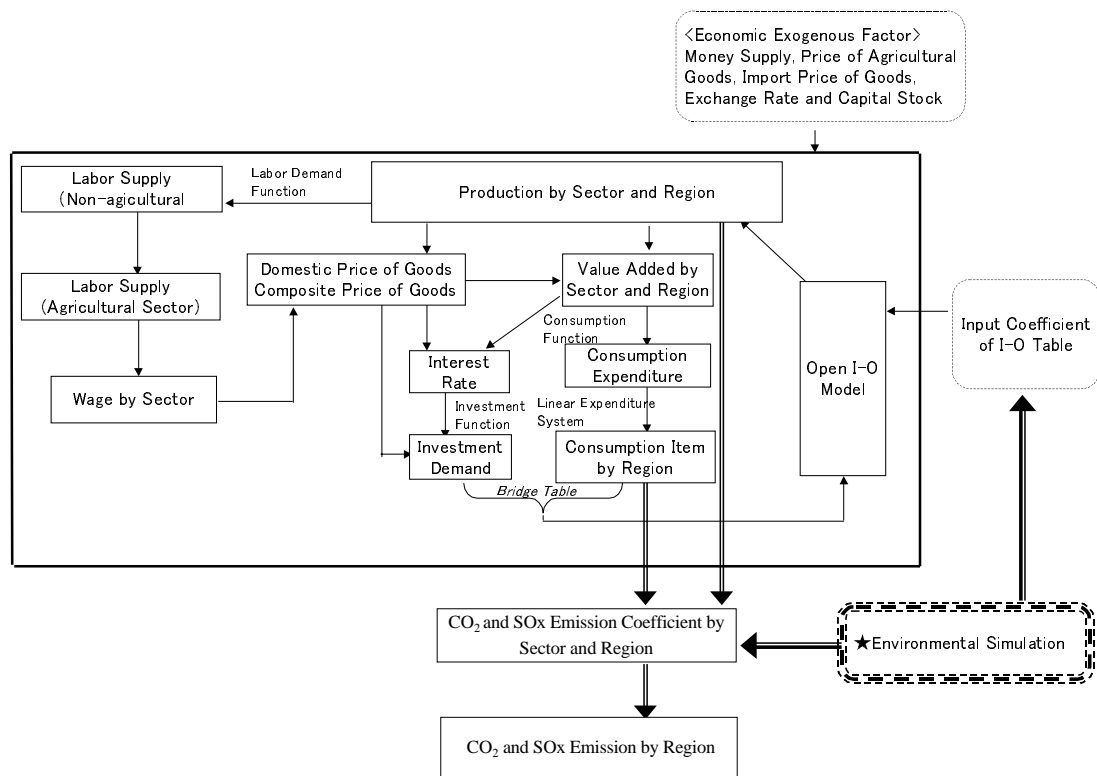 <Economic Exogenous Factor>
Money Supply, Price of Agricultural
Goods, Import Price of Goods,
Exchange Rate and Capital Stock
Labor Supply
(Non-agicultural
Labor Demand
Function
Production by Sector and Region
Labor Supply
(Agricultural Sector)
Domestic Price of Goods
Composite Price of Goods
Value Added by
Sector and Region
Input Coefficient
of I-O Table
Consumption
Function
Wage by Sector
Interest
Rate
Consumption
Expenditure
Open I-O
Model
Investment
Function
Linear Expenditure
System
Investment
Demand
Consumption Item
by Region
Bridge Table
CO₂ and SOx Emission Coefficient by
Sector and Region
★Environmental Simulation
CO₂ and SOx Emission by Region